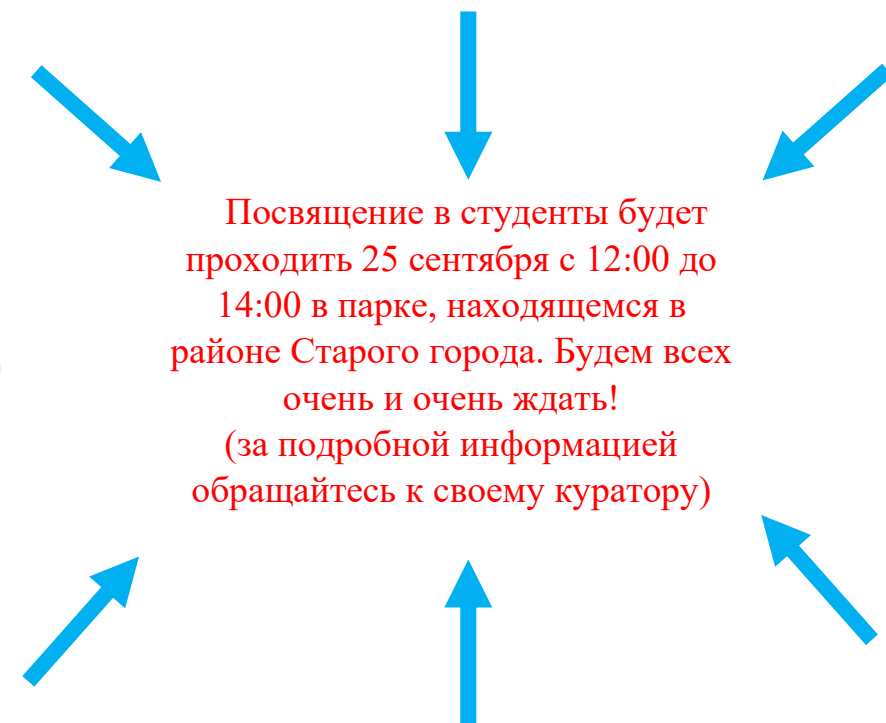 Посвящение в студенты будет
проходить 25 сентября с 12:00 до
14:00 в парке, находящемся в
районе Старого города. Будем всех
очень и очень ждать!
(за подробной информацией
обращайтесь к своему куратору)